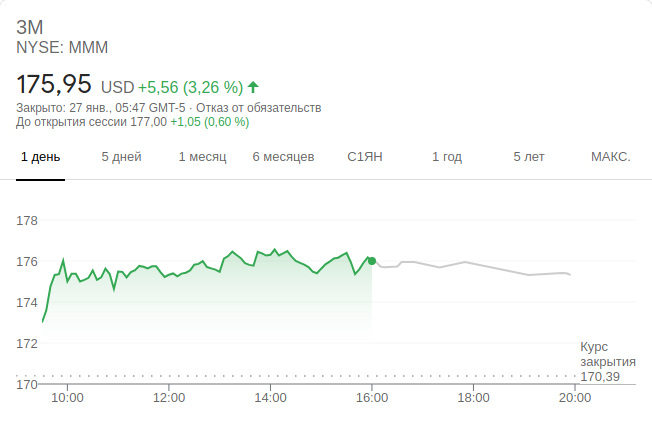 3M
NYSE: MMM
175,95 USD +5,56 (3,26 %)
Закрыто: 27 янв., 05:47 GMT-5 · Отказ от обязательств
До открытия сессии 177,00 +1,05 (0,60 %)
1 день 5 дней 1 месяц 6 месяцев С1ЯН 1 год 5 лет МАКС.
178
176
174
172
Курс
закрытия
170,39
170
10:00 12:00 14:00 16:00 18:00 20:00